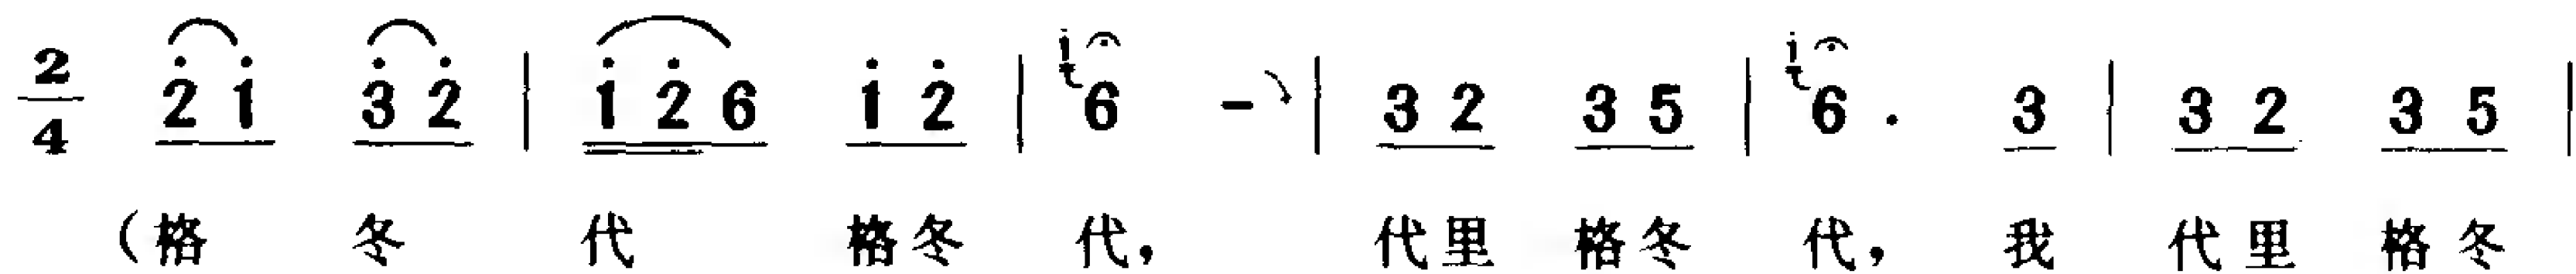 2/4 2̇ 1̇ 3̇ 2̇ | 1̇ 2̇ 6 1̇ 2̇ | 1̇ 6 - | 3 2 3 5 | 1̇ 6 · 3 | 3 2 3 5 |
（格 冬 代 格冬 代， 代里 格冬 代， 我 代里 格冬